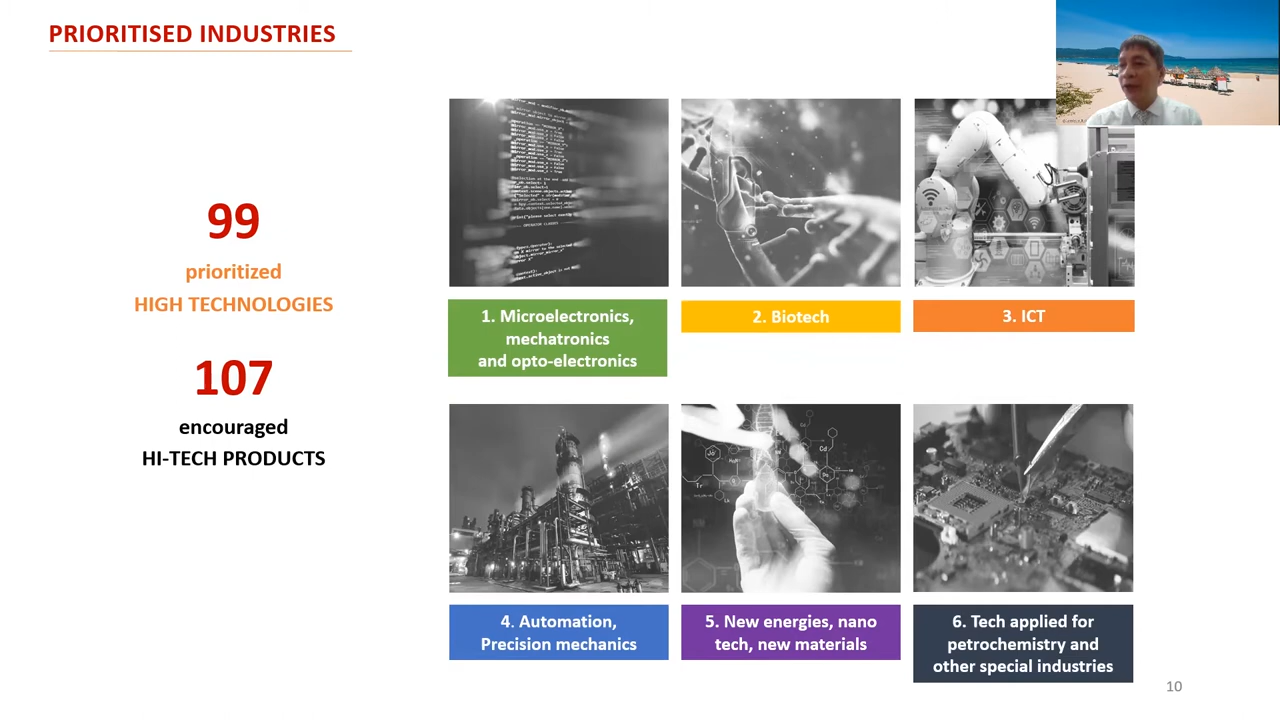 PRIORITISED INDUSTRIES
99
prioritized
HIGH TECHNOLOGIES
107
encouraged
HI-TECH PRODUCTS
1. Microelectronics,
mechatronics
and opto-electronics
2. Biotech
3. ICT
4. Automation,
Precision mechanics
5. New energies, nano
tech, new materials
6. Tech applied for
petrochemistry and
other special industries
10